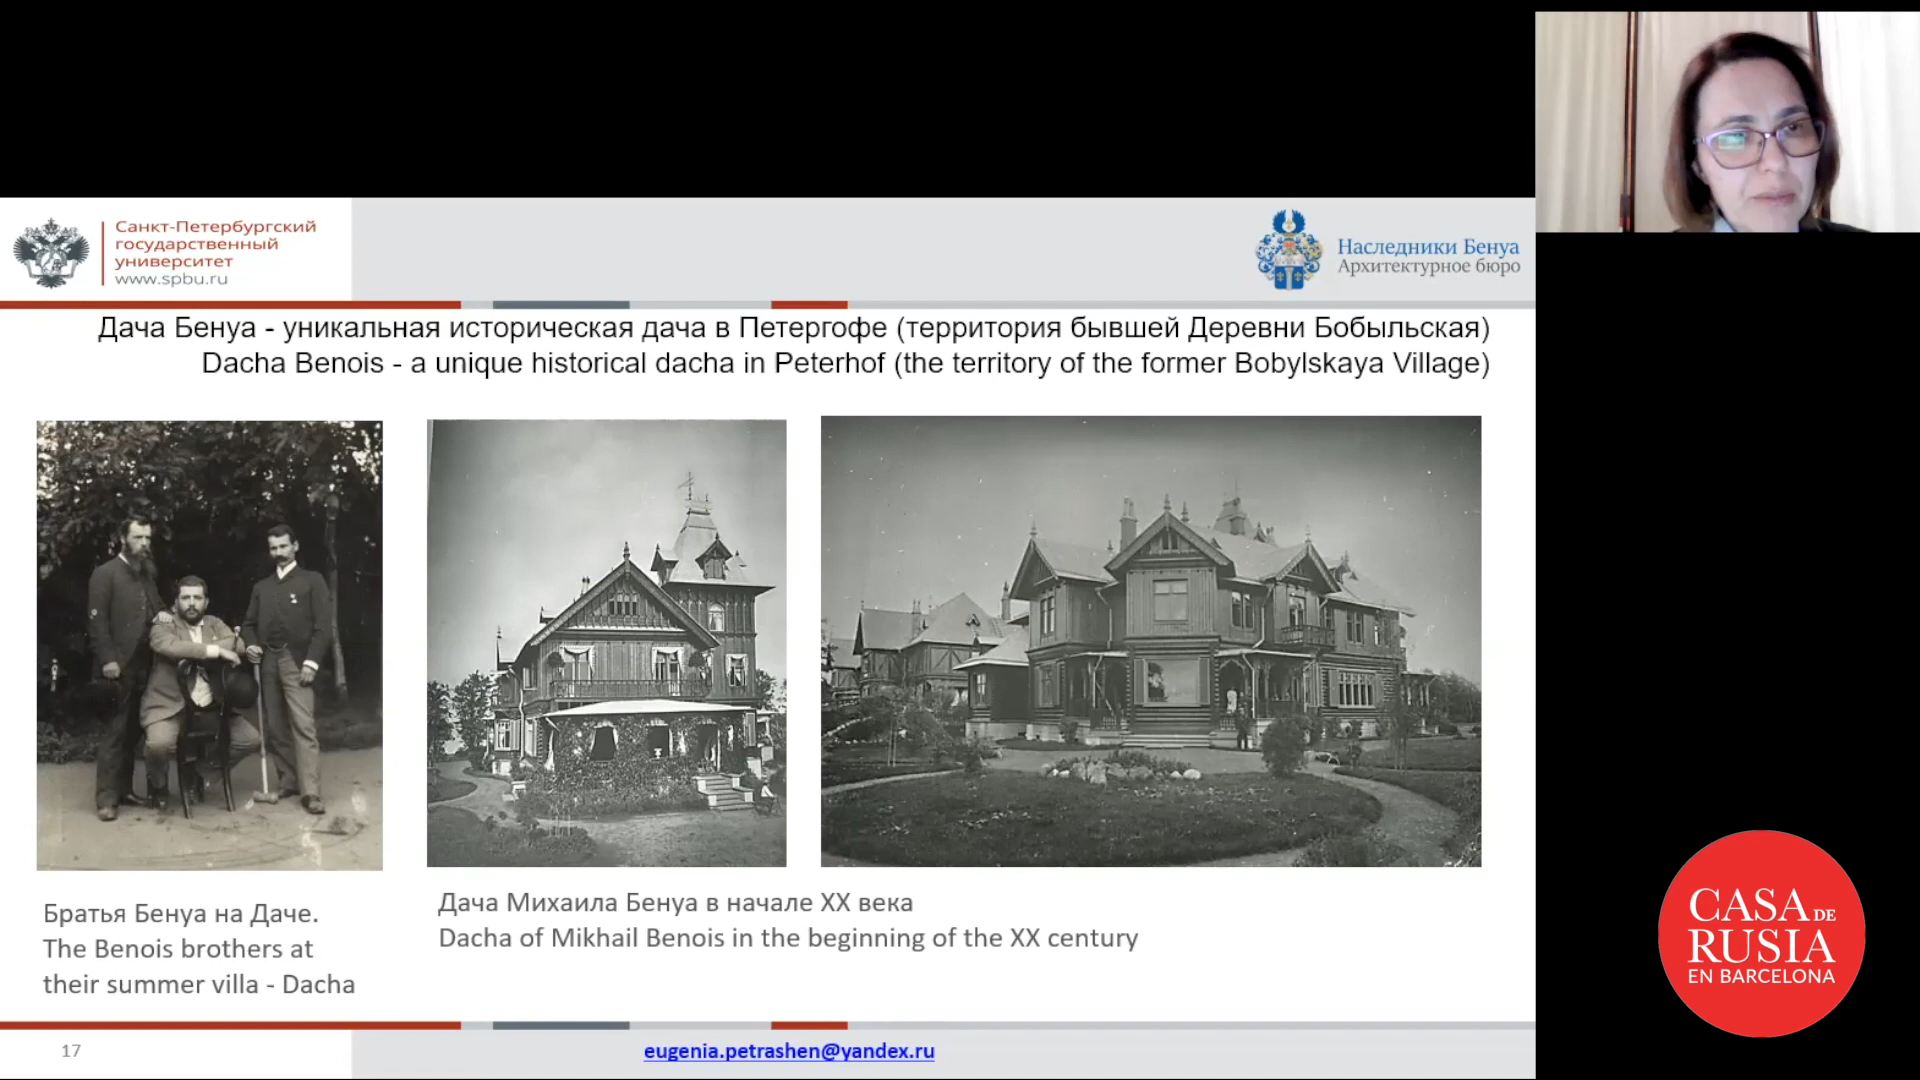 Санкт-Петербургский
государственный
университет
www.spbu.ru
Наследники Бенуа
Архитектурное бюро
Дача Бенуа - уникальная историческая дача в Петергофе (территория бывшей Деревни Бобыльская)
Dacha Benois - a unique historical dacha in Peterhof (the territory of the former Bobylskaya Village)
Братья Бенуа на Даче.
The Benois brothers at
their summer villa - Dacha
Дача Михаила Бенуа в начале XX века
Dacha of Mikhail Benois in the beginning of the XX century
17
eugenia.petrashen@yandex.ru
CASA DE
RUSIA
EN BARCELONA